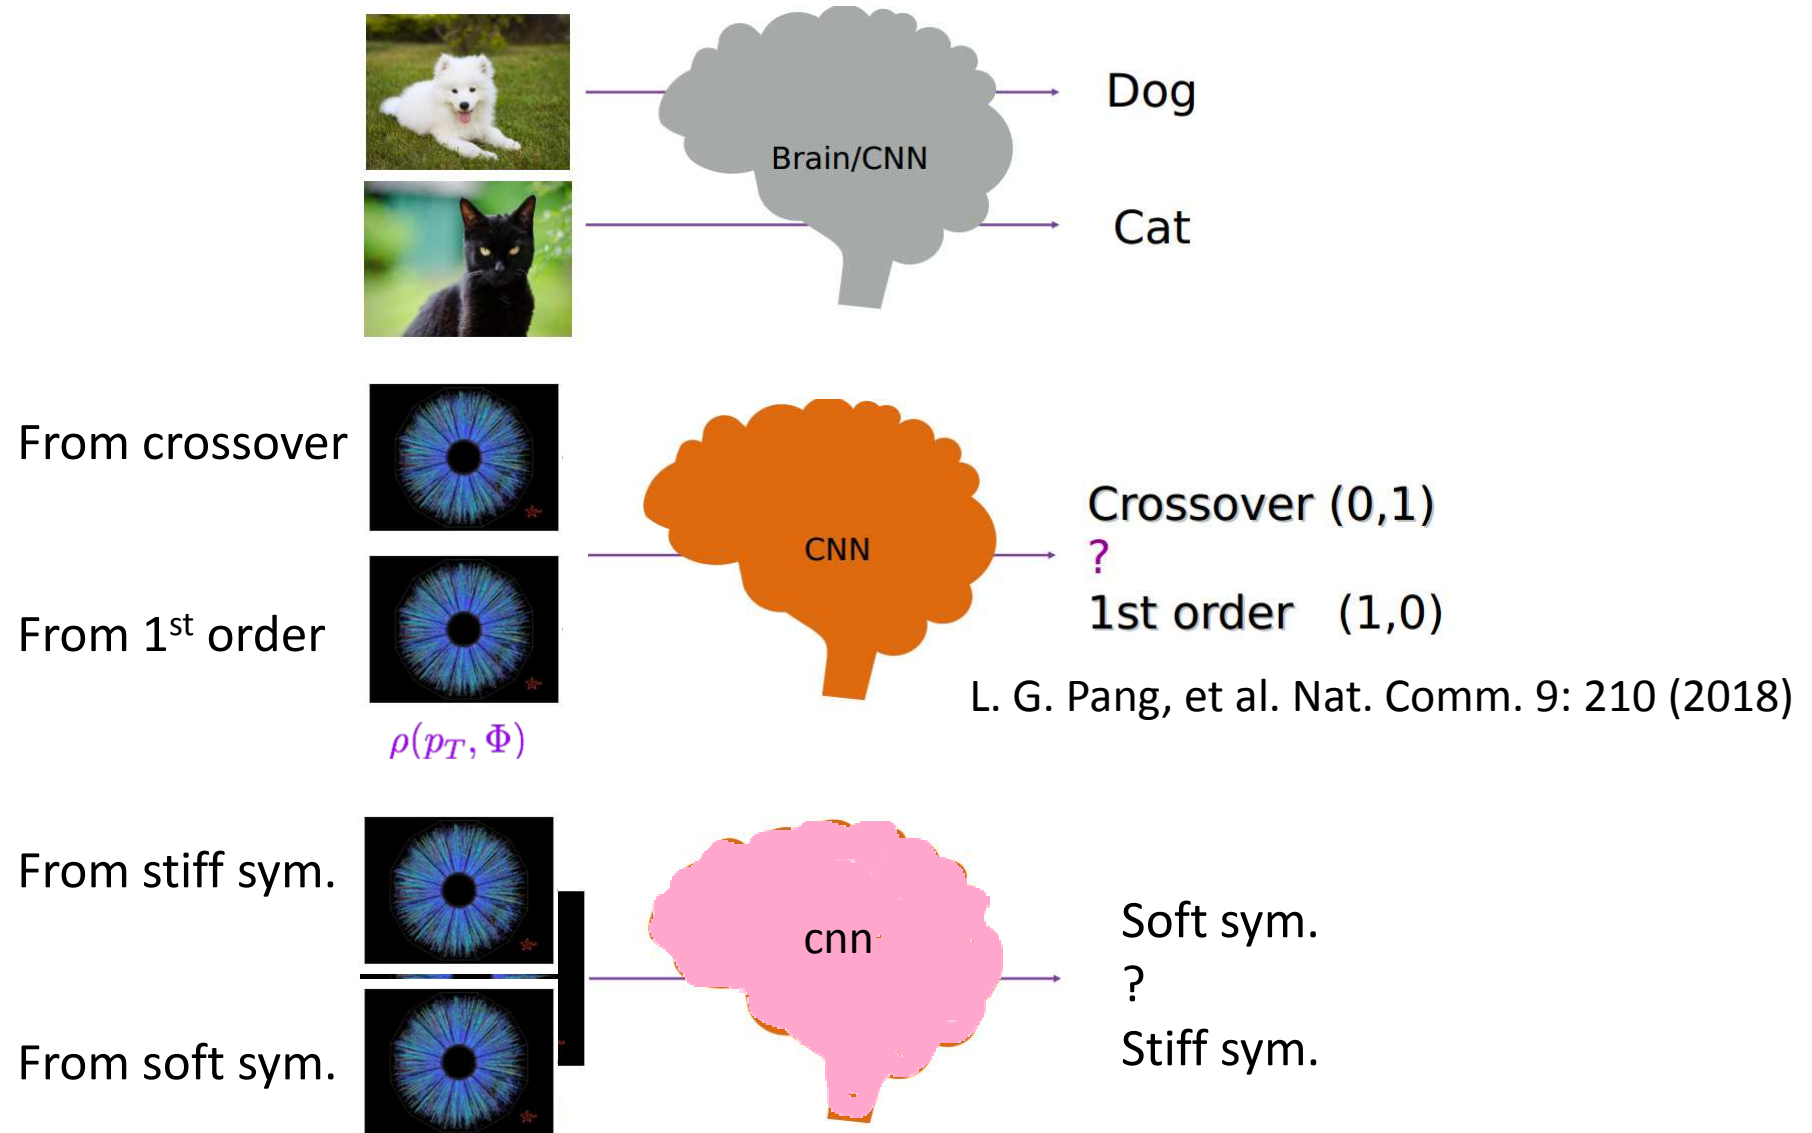 Dog
Brain/CNN
Cat
From crossover
Crossover (0,1)
CNN
?
1st order (1,0)
From 1st order
L. G. Pang, et al. Nat. Comm. 9: 210 (2018)
ρ(p_T, Φ)
From stiff sym.
Soft sym.
cnn
?
Stiff sym.
From soft sym.